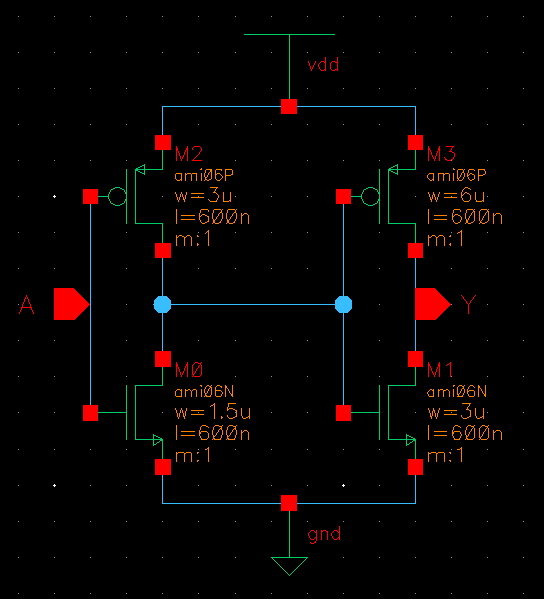 vdd
M2
ami06P
w=3u
l=600n
m:1
M3
ami06P
w=6u
l=600n
m:1
A
Y
M0
ami06N
w=1.5u
l=600n
m:1
M1
ami06N
w=3u
l=600n
m:1
gnd